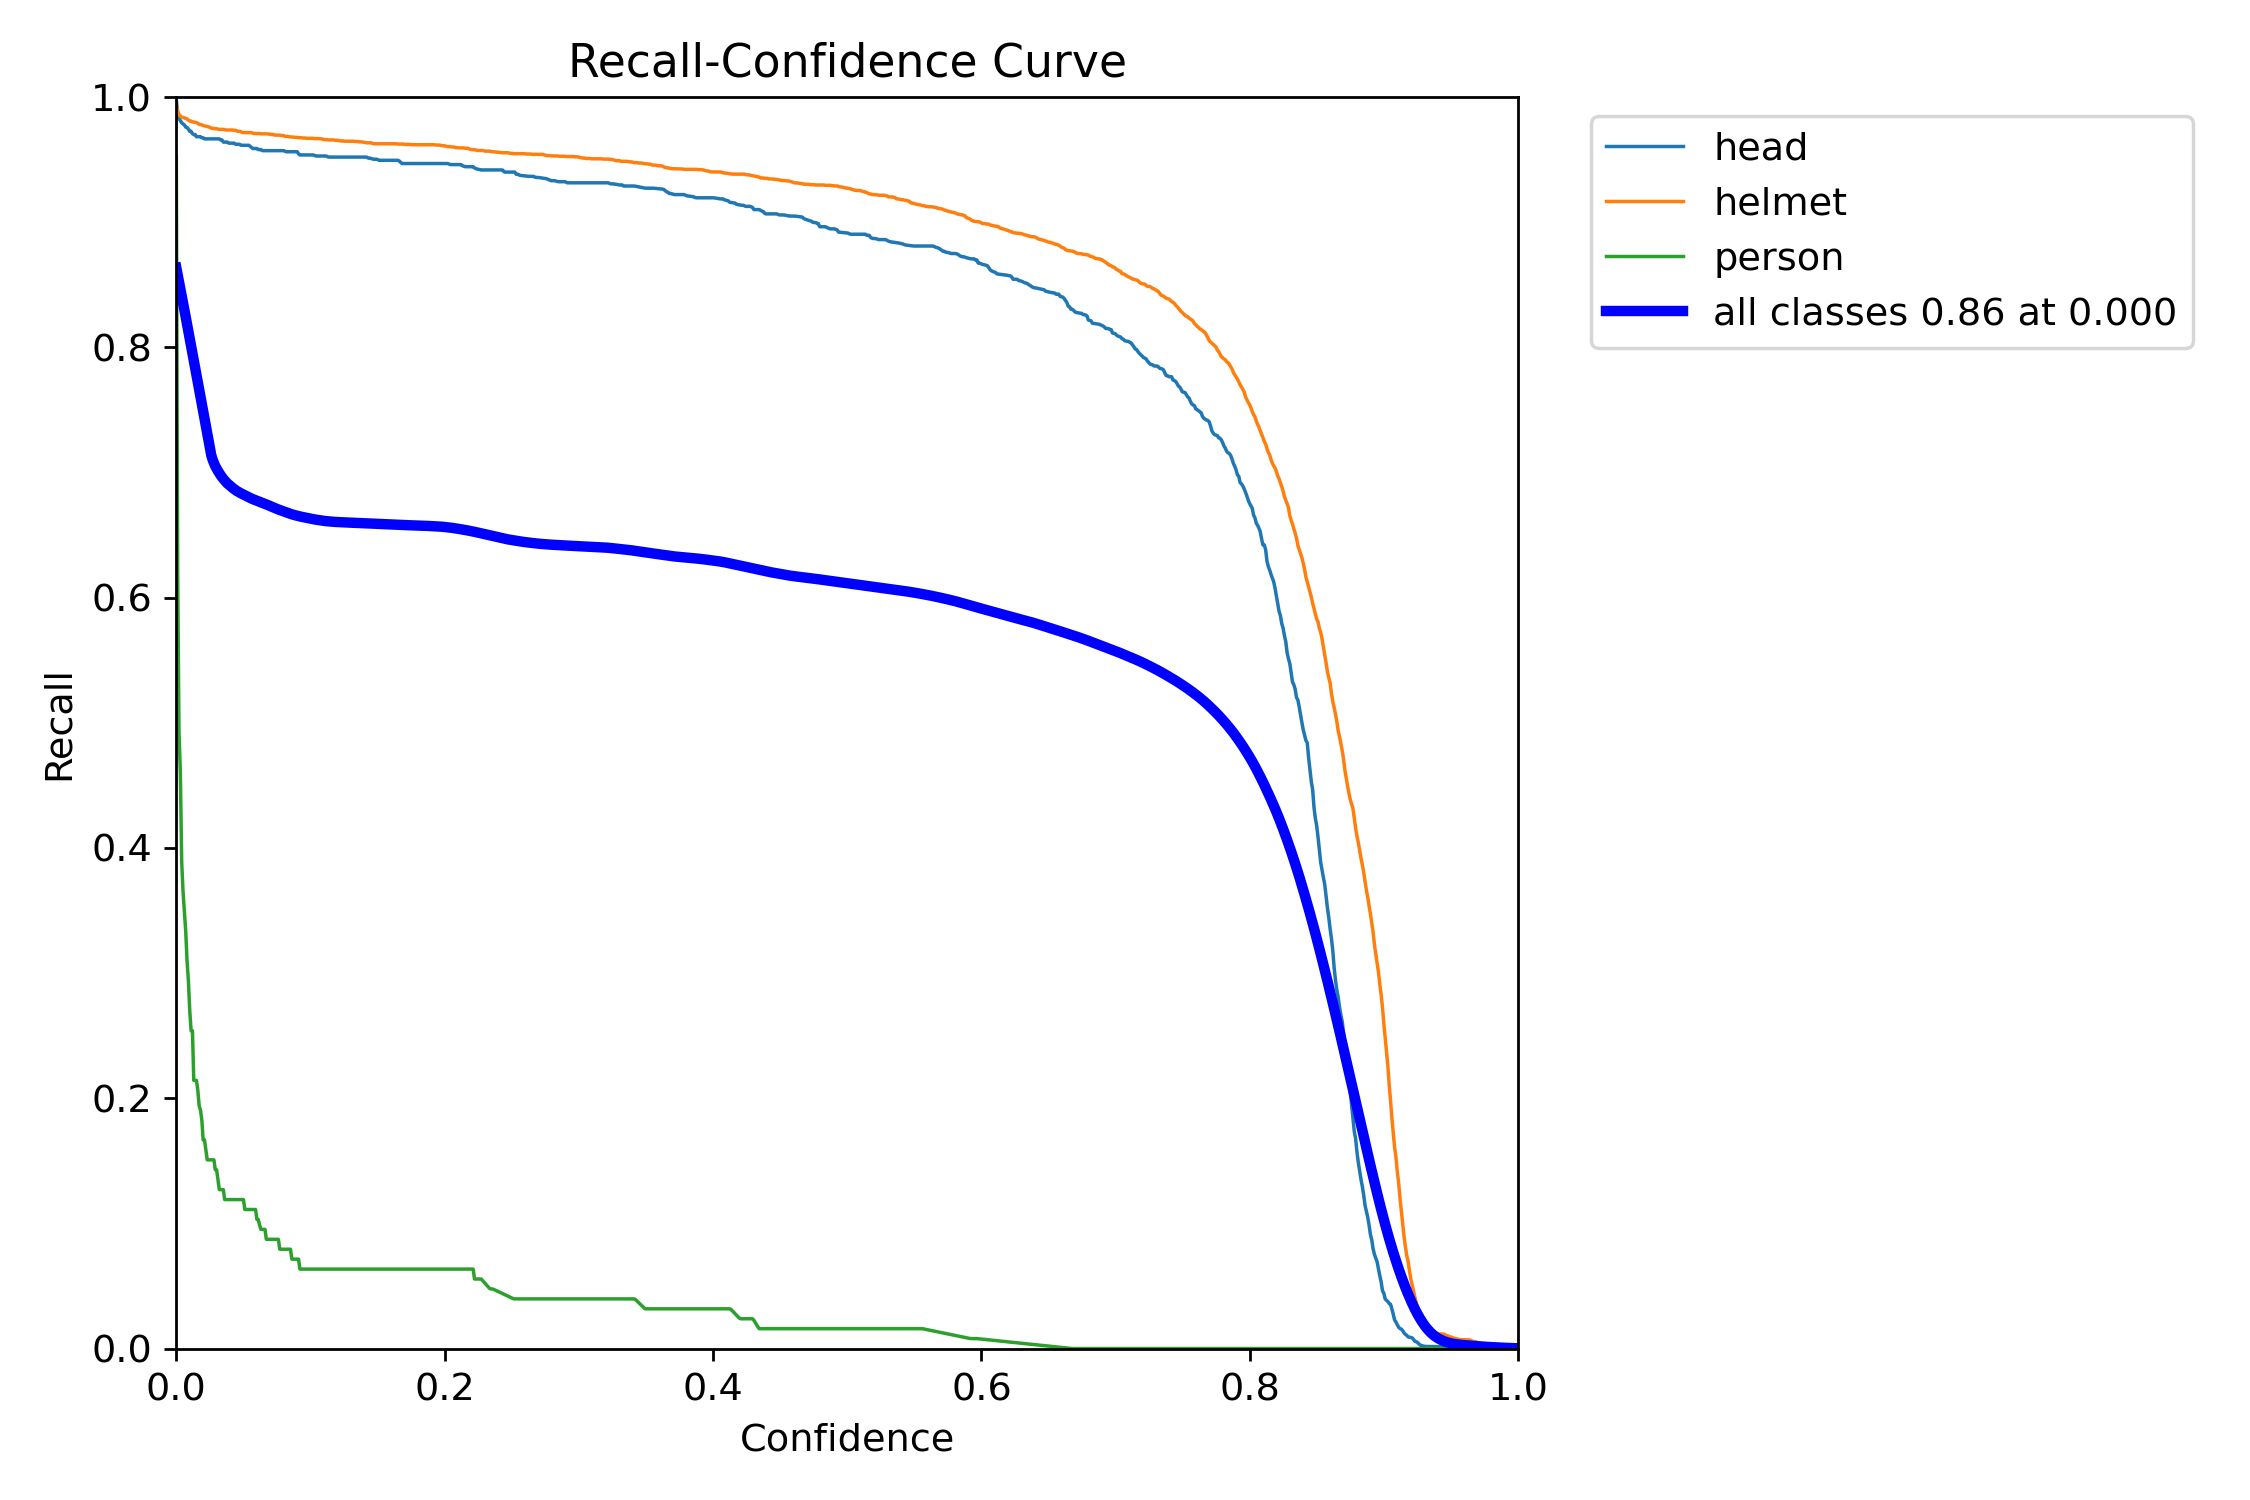 Recall-Confidence Curve
1.0
0.8
0.6
0.4
0.2
0.0
Recall
0.0 0.2 0.4 0.6 0.8 1.0
Confidence
head
helmet
person
all classes 0.86 at 0.000